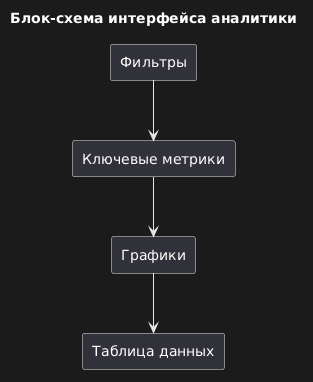 Блок-схема интерфейса аналитики
Фильтры
Ключевые метрики
Графики
Таблица данных